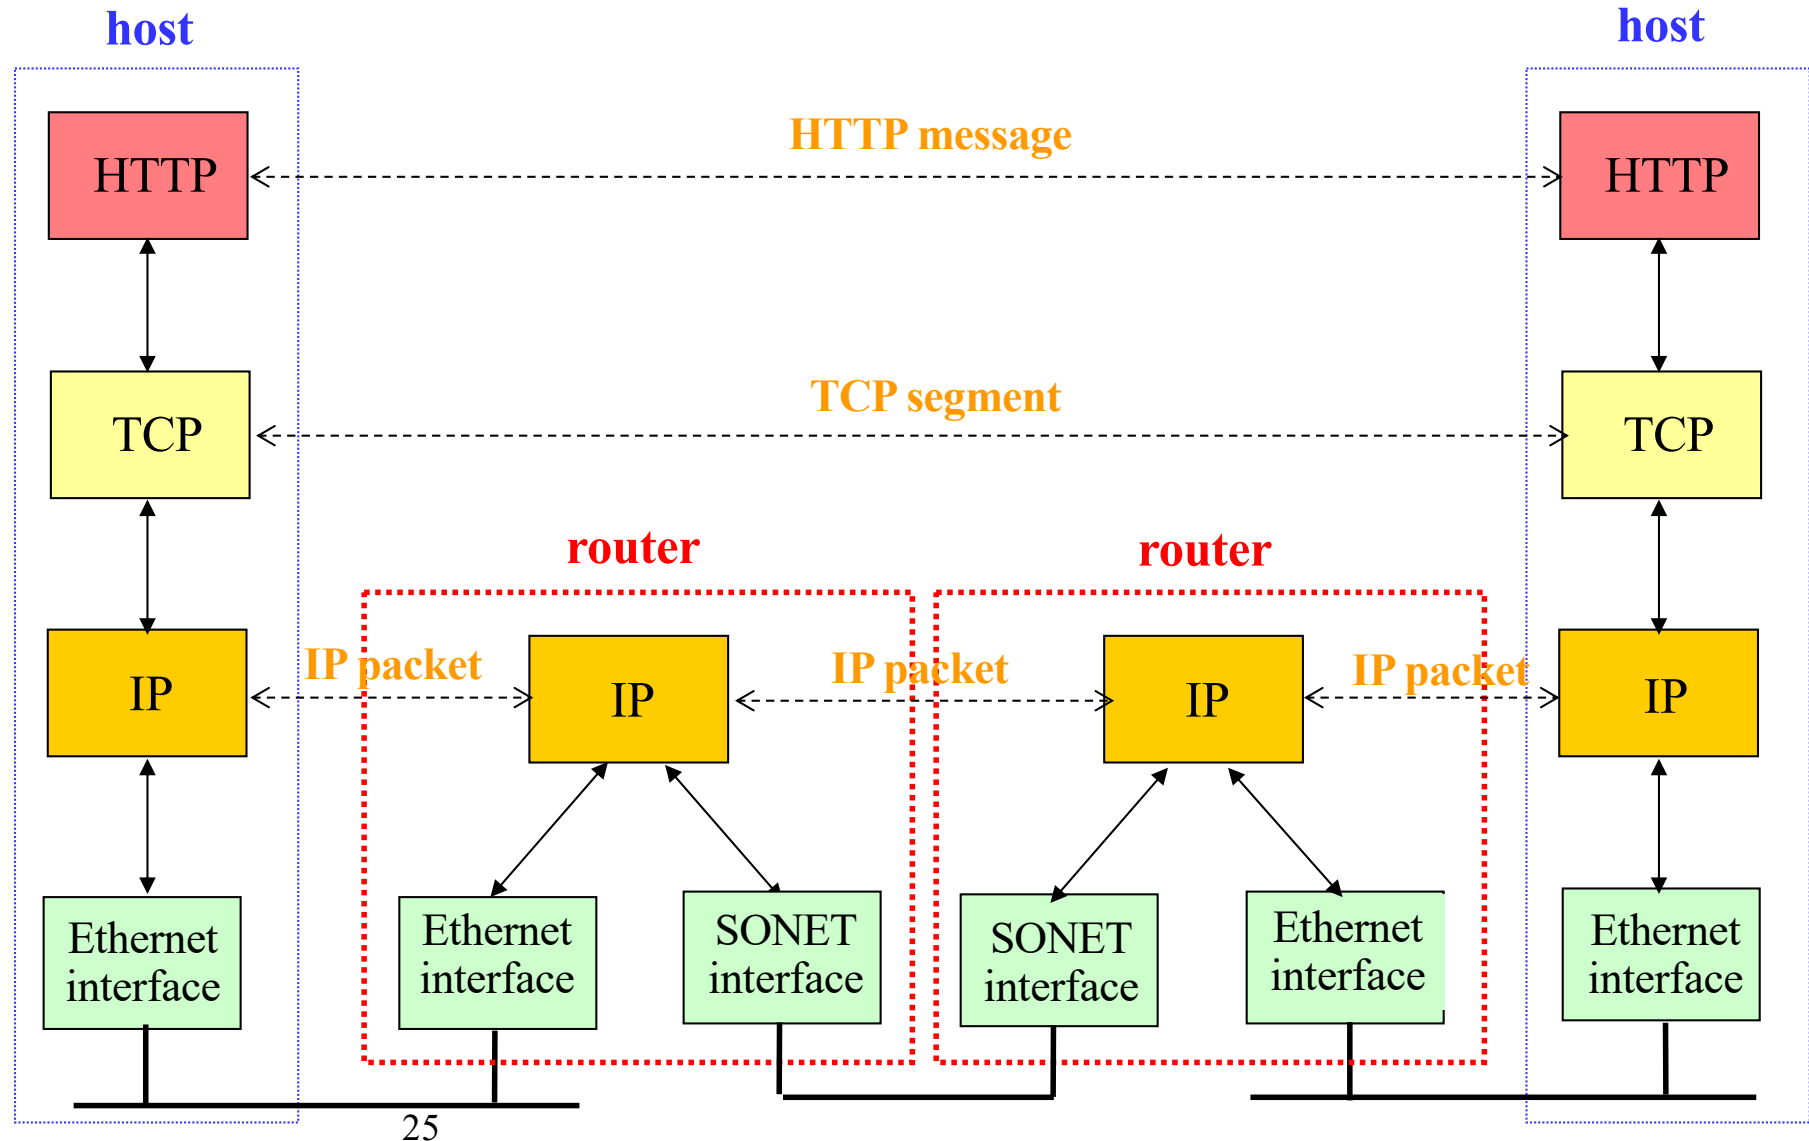 host
host
HTTP message
HTTP
HTTP
TCP segment
TCP
TCP
router
router
IP packet
IP packet
IP packet
IP
IP
IP
IP
Ethernet
interface
Ethernet
interface
SONET
interface
SONET
interface
Ethernet
interface
Ethernet
interface
25